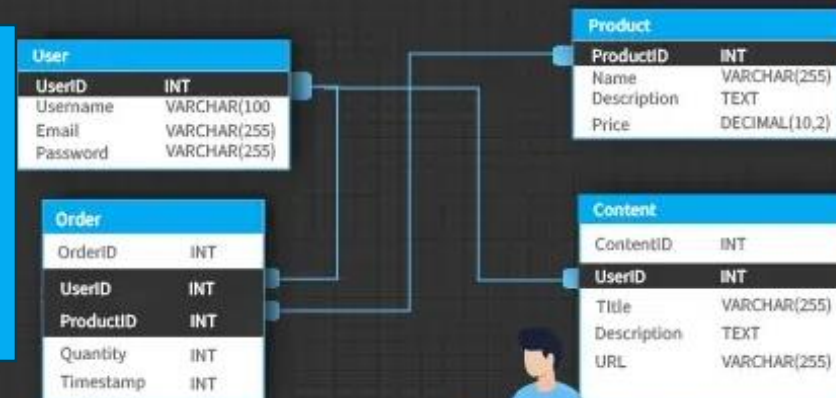 User
UserID INT
Username VARCHAR(100
Email VARCHAR(255)
Password VARCHAR(255)
Product
ProductID INT
Name VARCHAR(255)
Description TEXT
Price DECIMAL(10,2)
Order
OrderID INT
UserID INT
ProductID INT
Quantity INT
Timestamp INT
Content
ContentID INT
UserID INT
Title VARCHAR(255)
Description TEXT
URL VARCHAR(255)